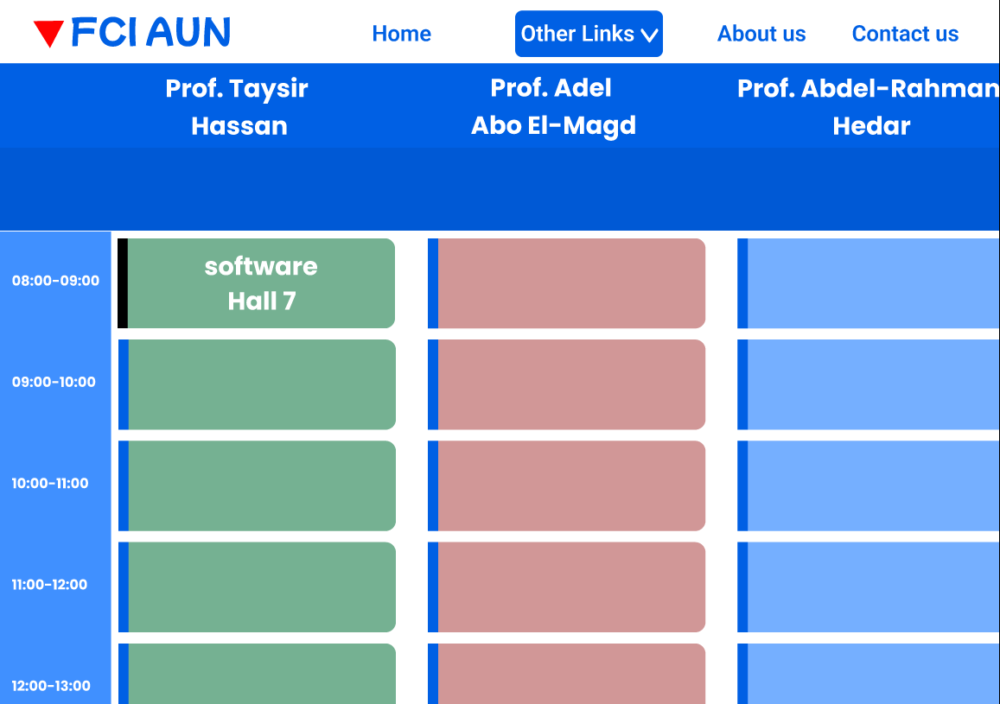 FCI AUN
Home
Other Links
About us
Contact us
Prof. Taysir
Hassan
Prof. Adel
Abo El-Magd
Prof. Abdel-Rahman
Hedar
08:00-09:00
software
Hall 7
09:00-10:00
10:00-11:00
11:00-12:00
12:00-13:00